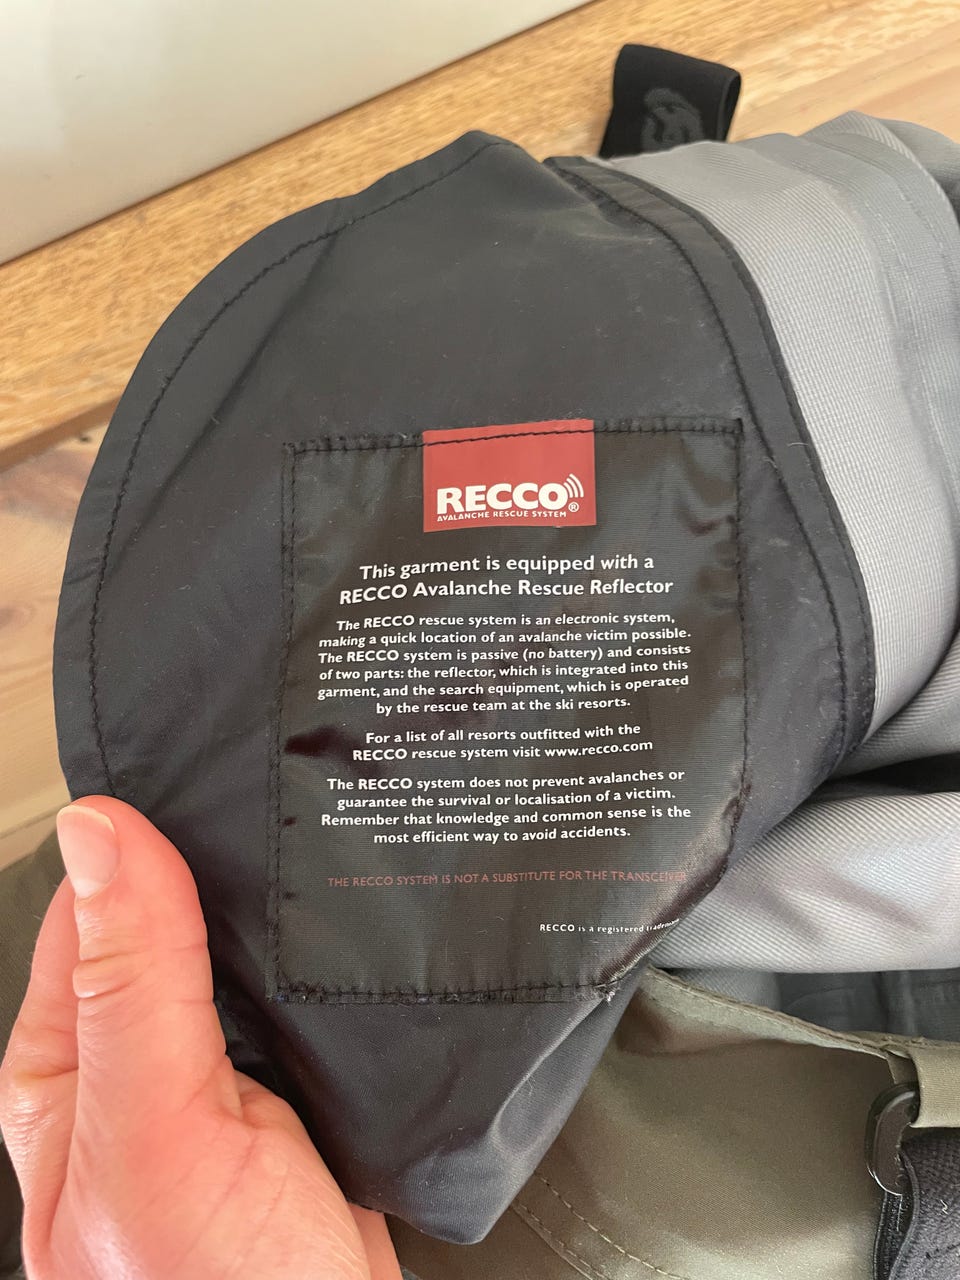 RECCO®
AVALANCHE RESCUE SYSTEM
This garment is equipped with a
RECCO Avalanche Rescue Reflector
The RECCO rescue system is an electronic system,
making a quick location of an avalanche victim possible.
The RECCO system is passive (no battery) and consists
of two parts: the reflector, which is integrated into this
garment, and the search equipment, which is operated
by the rescue team at the ski resorts.
For a list of all resorts outfitted with the
RECCO rescue system visit www.recco.com
The RECCO system does not prevent avalanches or
guarantee the survival or localisation of a victim.
Remember that knowledge and common sense is the
most efficient way to avoid accidents.
THE RECCO SYSTEM IS NOT A SUBSTITUTE FOR THE TRANSCEIVER
RECCO is a registered trademark